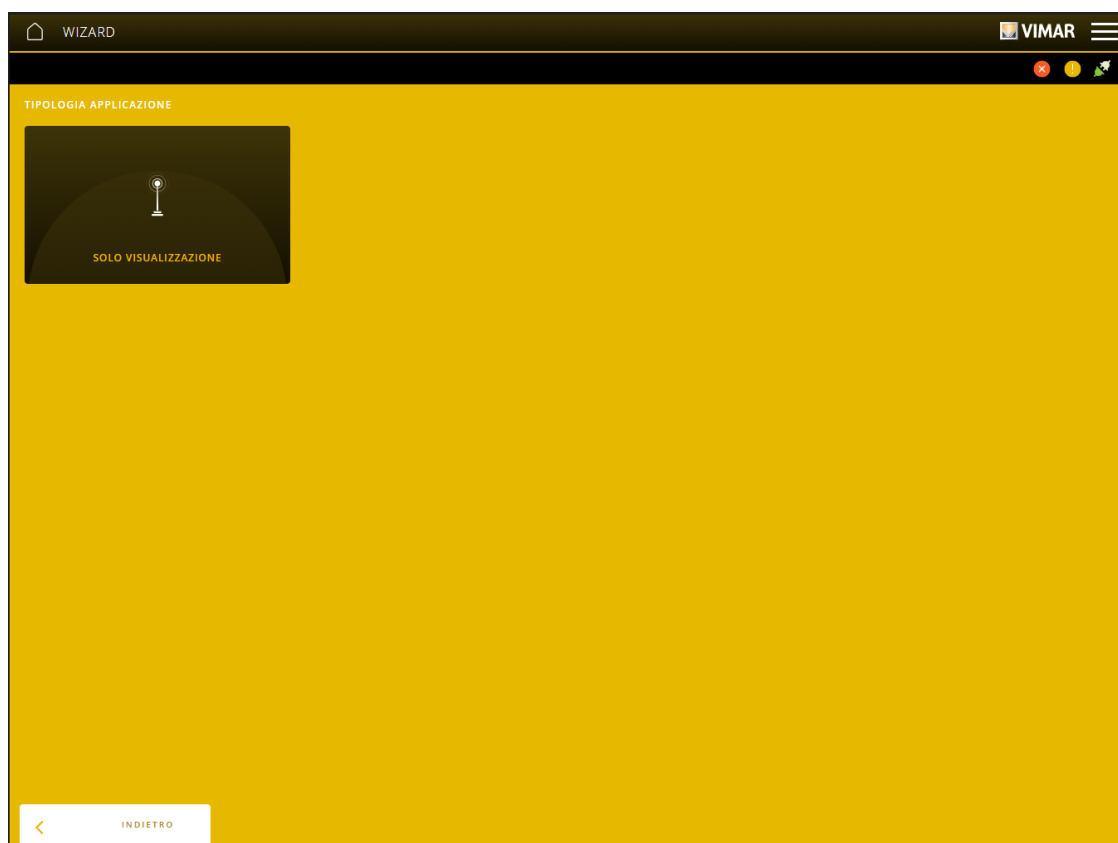 WIZARD
VIMAR
TIPOLOGIA APPLICAZIONE
SOLO VISUALIZZAZIONE
INDIETRO